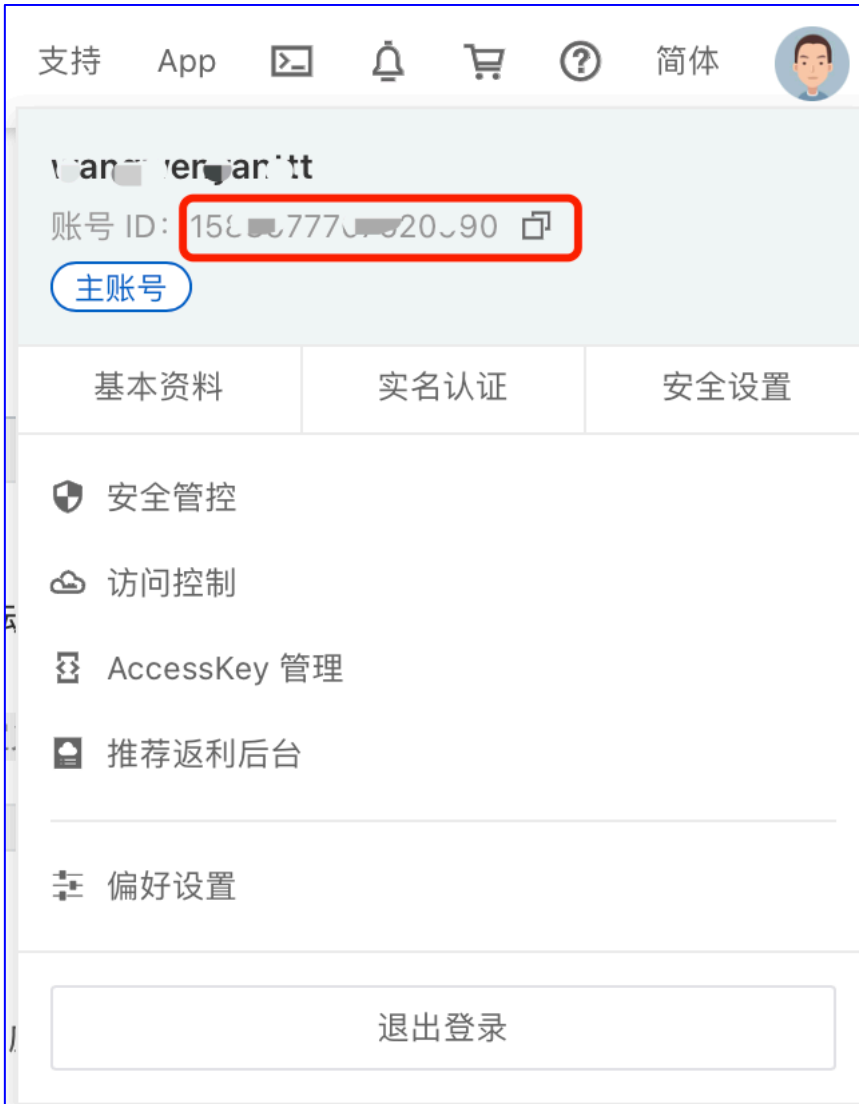 支持 App 简体
账号 ID：
主账号
基本资料 实名认证 安全设置
安全管控
访问控制
AccessKey 管理
推荐返利后台
偏好设置
退出登录